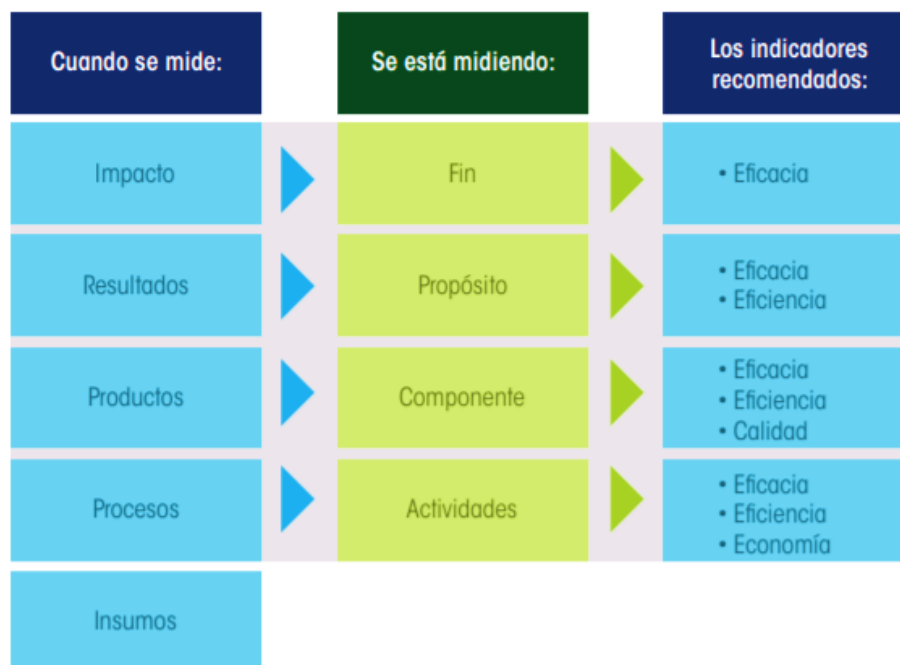 Cuando se mide:
Se está midiendo:
Los indicadores
recomendados:
Impacto
Fin
• Eficacia
Resultados
Propósito
• Eficacia
• Eficiencia
Productos
Componente
• Eficacia
• Eficiencia
• Calidad
Procesos
Actividades
• Eficacia
• Eficiencia
• Economía
Insumos